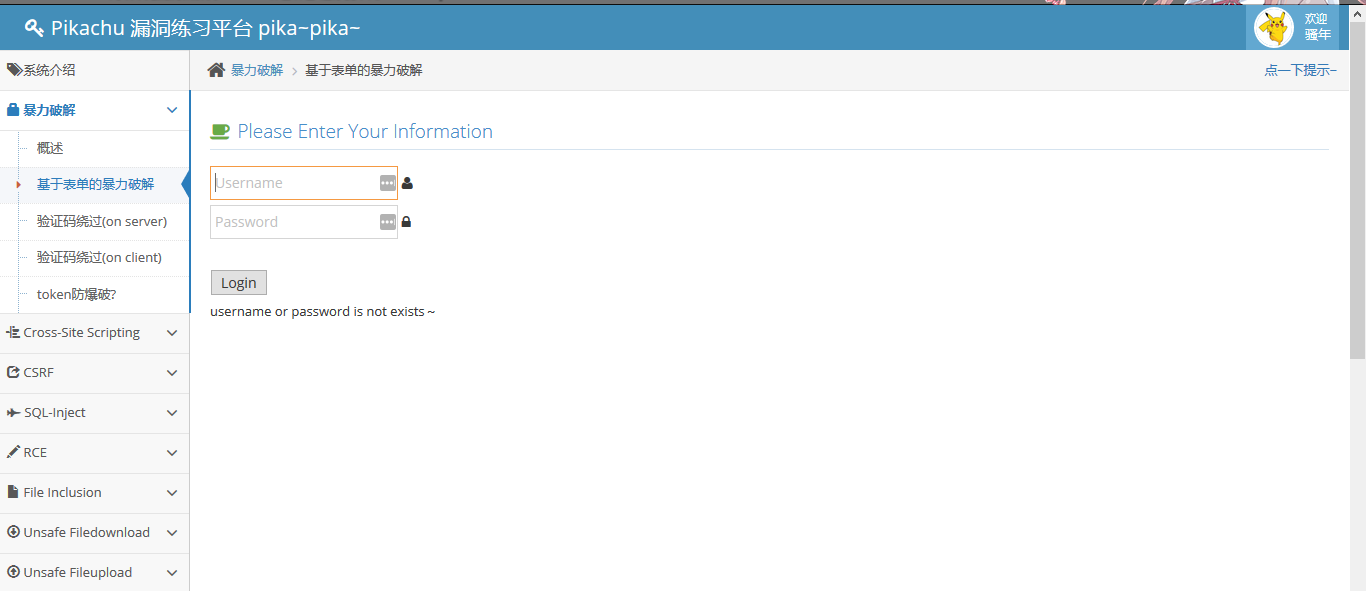 Pikachu 漏洞练习平台 pika~pika~
欢迎
骚年
系统介绍
暴力破解
概述
基于表单的暴力破解
验证码绕过(on server)
验证码绕过(on client)
token防爆破?
Cross-Site Scripting
CSRF
SQL-Inject
RCE
File Inclusion
Unsafe Filedownload
Unsafe Fileupload
暴力破解 > 基于表单的暴力破解
点一下提示~
Please Enter Your Information
Username
Password
Login
username or password is not exists～